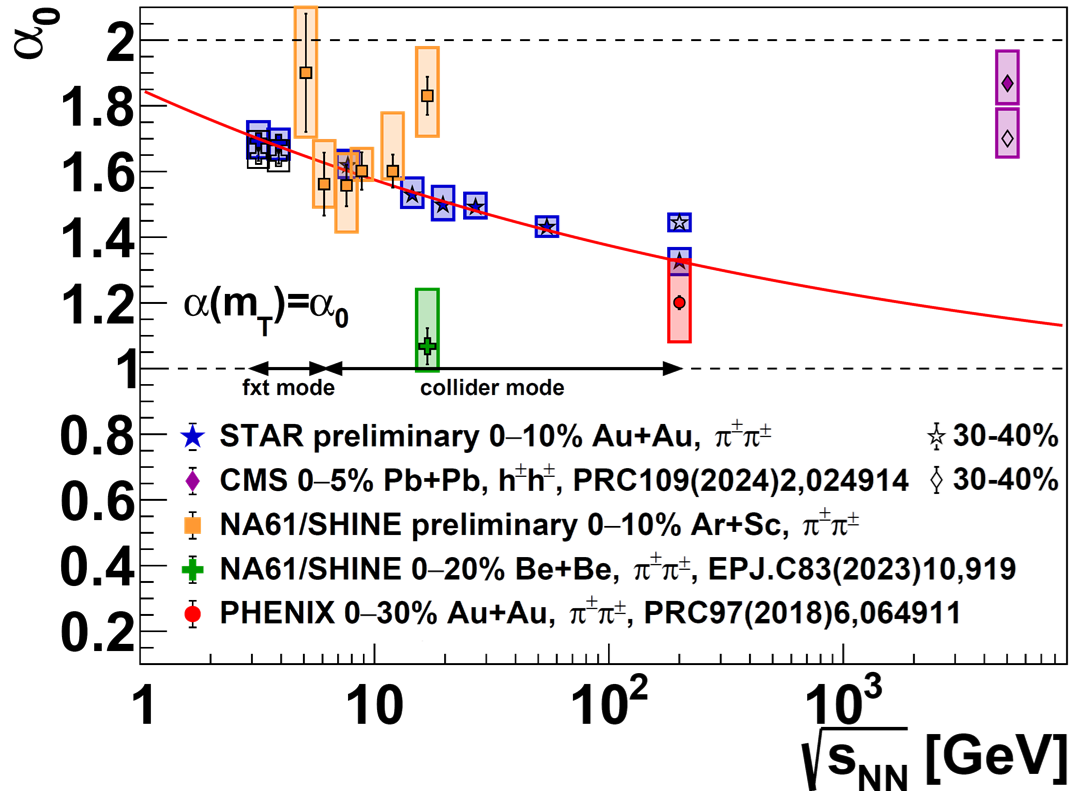 α₀
2
1.8
1.6
1.4
1.2
1
0.8
0.6
0.4
0.2
α(m_T)=α₀
fxt mode
collider mode
STAR preliminary 0–10% Au+Au, π±π± 30-40%
CMS 0–5% Pb+Pb, h±h±, PRC109(2024)2,024914 30-40%
NA61/SHINE preliminary 0–10% Ar+Sc, π±π±
NA61/SHINE 0–20% Be+Be, π±π±, EPJ.C83(2023)10,919
PHENIX 0–30% Au+Au, π±π±, PRC97(2018)6,064911
1 10 10² 10³
√s_NN [GeV]